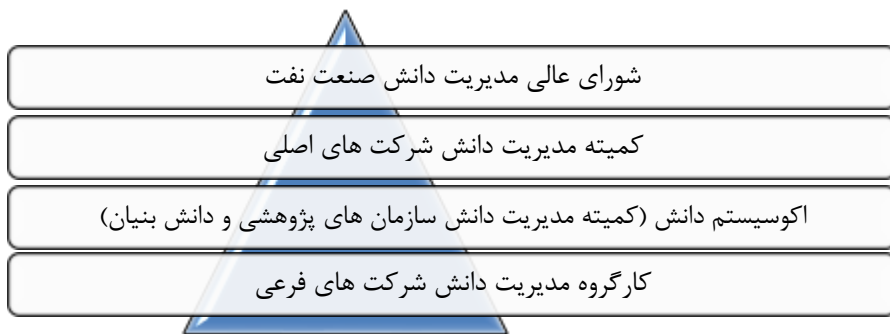 شورای عالی مدیریت دانش صنعت نفت
کمیته مدیریت دانش شرکت های اصلی
اکوسیستم دانش (کمیته مدیریت دانش سازمان های پژوهشی و دانش بنیان)
کارگروه مدیریت دانش شرکت های فرعی